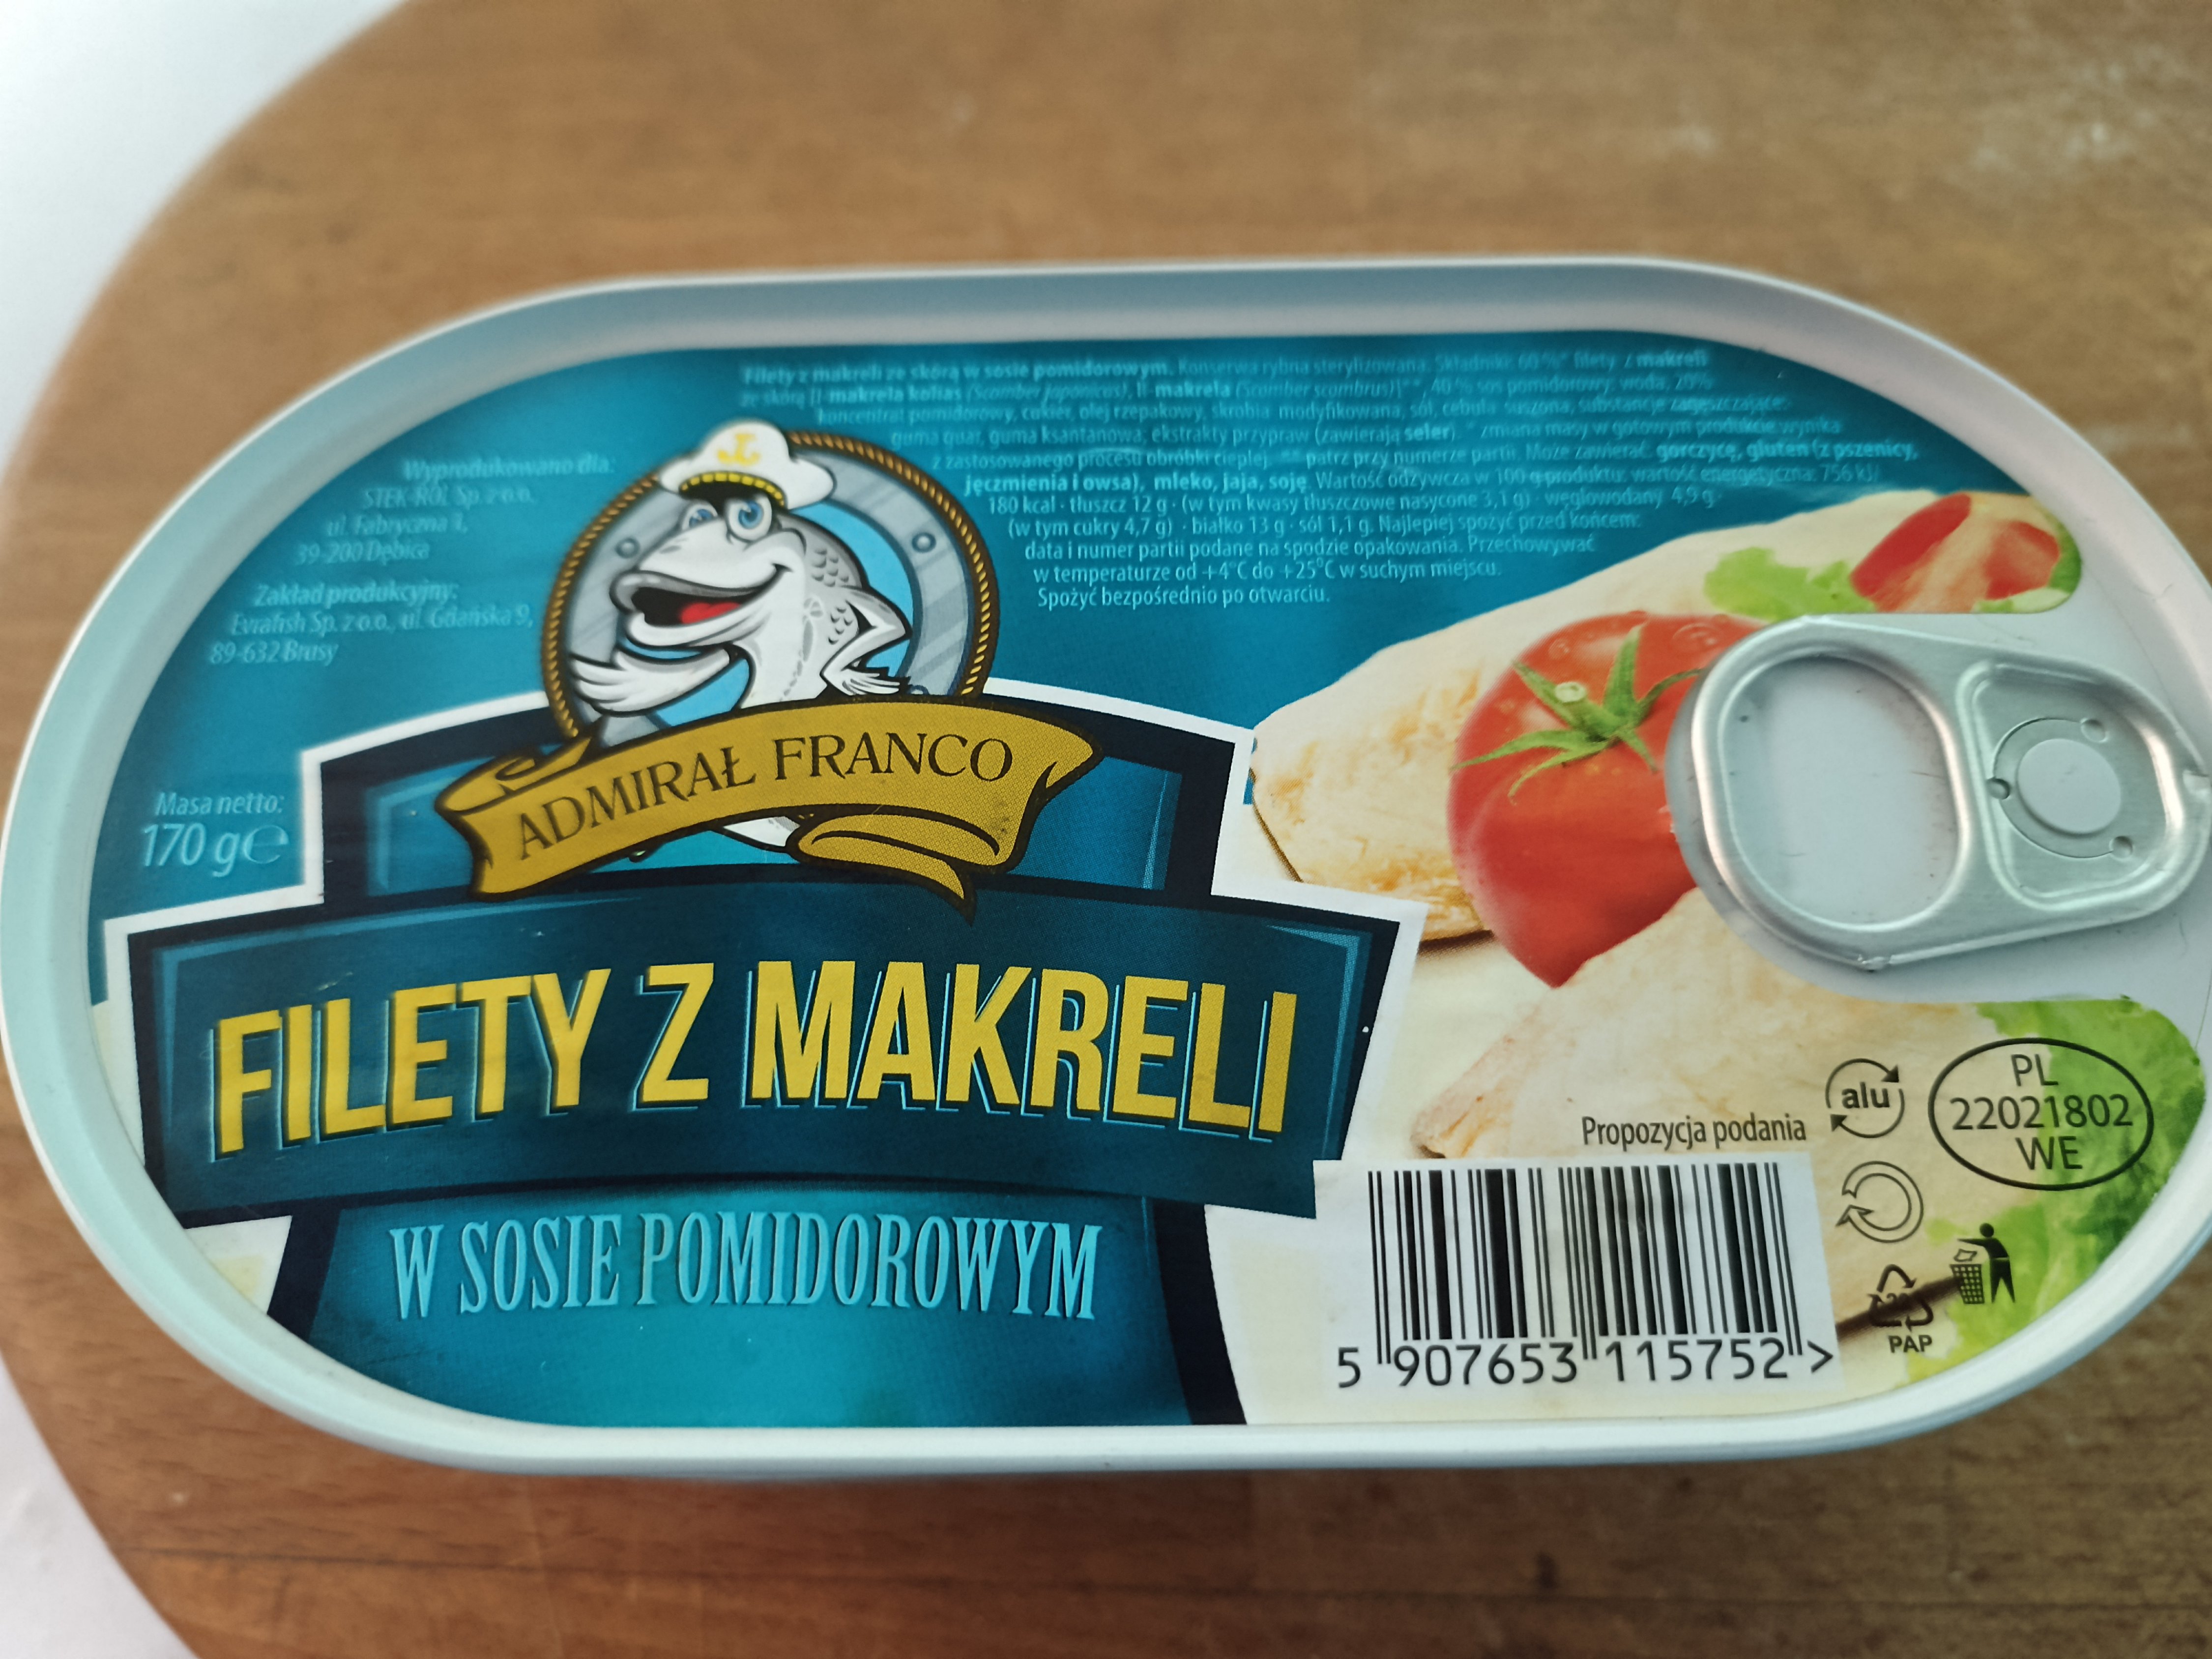 Filety z makreli ze skórą w sosie pomidorowym. Konserwa rybna sterylizowana. Składniki: 60 %* filety z makreli
ze skórą [I makrela kolias (Scomber japonicus), II makrela (Scomber scombrus)]**, 40 % sos pomidorowy: woda, 20%
koncentrat pomidorowy, cukier, olej rzepakowy, skrobia modyfikowana, sól, cebula suszona, substancje zagęszczające:
guma guar, guma ksantanowa; ekstrakty przypraw (zawierają seler). * zmiana masy w gotowym produkcie wynika
z zastosowanego procesu obróbki cieplej. ** patrz przy numerze partii. Może zawierać: gorczycę, gluten (z pszenicy,
jęczmienia i owsa), mleko, jaja, soję. Wartość odżywcza w 100 g produktu: wartość energetyczna: 756 kJ/
180 kcal · tłuszcz 12 g · (w tym kwasy tłuszczowe nasycone 3,1 g) · węglowodany 4,9 g
(w tym cukry 4,7 g) · białko 13 g · sól 1,1 g. Najlepiej spożyć przed końcem:
data i numer partii podane na spodzie opakowania. Przechowywać
w temperaturze od +4°C do +25°C w suchym miejscu.
Spożyć bezpośrednio po otwarciu.
Wyprodukowano dla:
STEK-ROL Sp. z o.o.
ul. Fabryczna
39-200 Dębica
Zakład produkcyjny:
Evrafish Sp. z o.o., ul. Gdańska 9,
89-632 Brusy
Masa netto:
170 g℮
ADMIRAŁ FRANCO
FILETY Z MAKRELI
W SOSIE POMIDOROWYM
Propozycja podania
alu
PL
22021802
WE
PAP
5 907653 115752 >